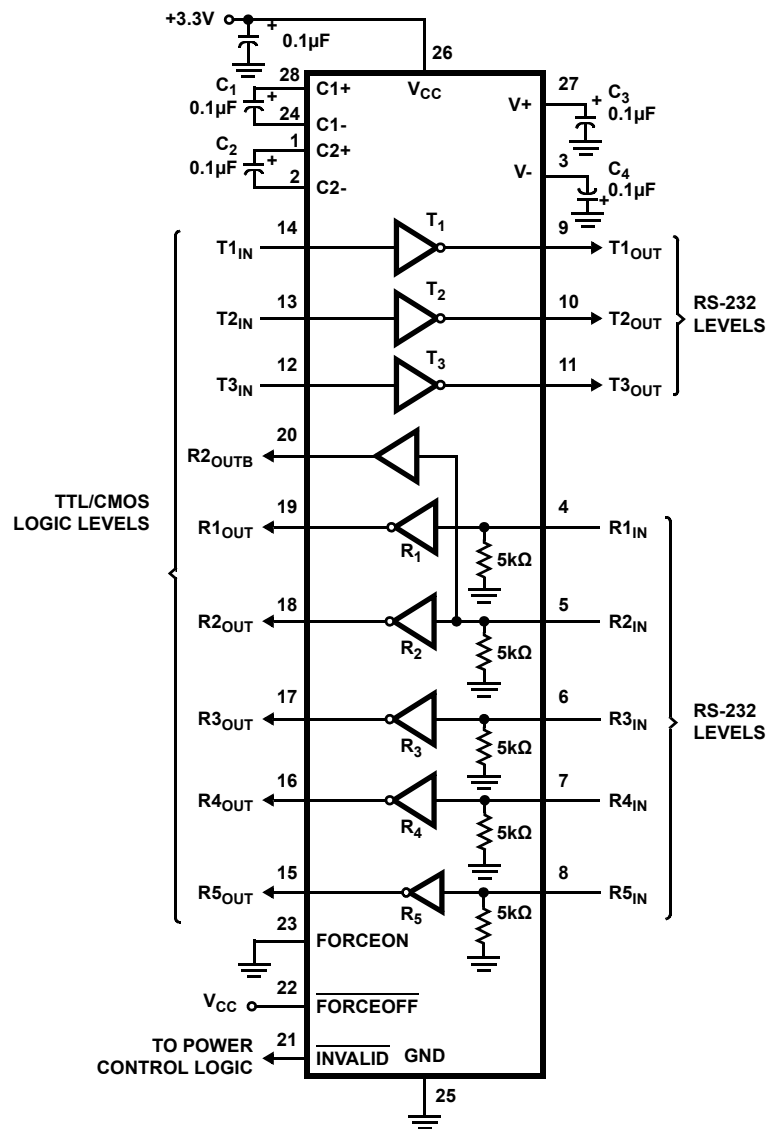 +3.3V
+
0.1µF
26
28
C1
0.1µF
+
24
C1+
C1-
VCC
V+
27
+
C3
0.1µF
C2
0.1µF
1
+
2
C2+
C2-
V-
3
C4
0.1µF
+
T1IN
14
T1
9
T1OUT
T2IN
13
T2
10
T2OUT
RS-232
LEVELS
T3IN
12
T3
11
T3OUT
R2OUTB
20
TTL/CMOS
LOGIC LEVELS
R1OUT
19
R1
5kΩ
4
R1IN
R2OUT
18
R2
5kΩ
5
R2IN
R3OUT
17
R3
5kΩ
6
R3IN
RS-232
LEVELS
R4OUT
16
R4
5kΩ
7
R4IN
R5OUT
15
R5
5kΩ
8
R5IN
23
FORCEON
VCC
22
FORCEOFF
TO POWER
CONTROL LOGIC
21
INVALID
GND
25